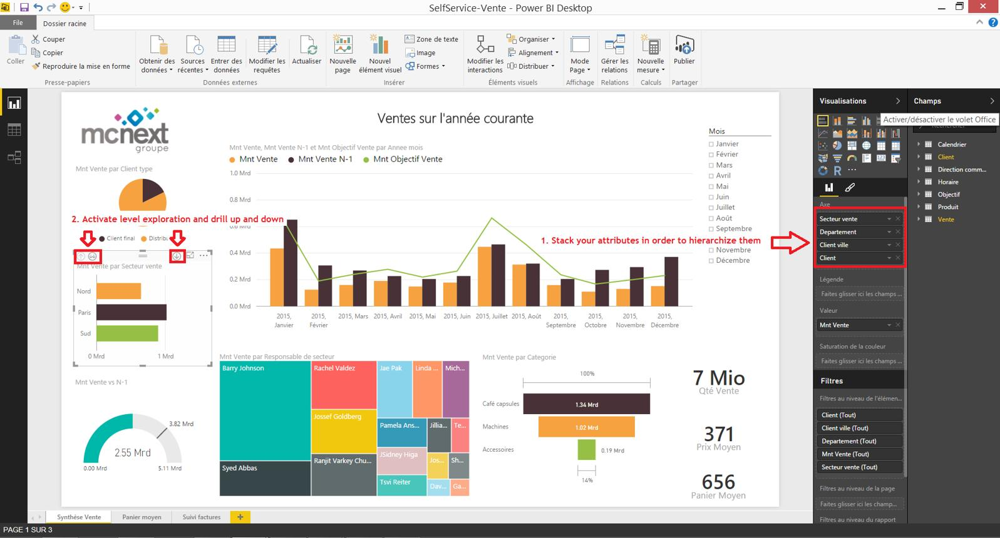 SelfService-Vente - Power BI Desktop
File
Dossier racine
Coller
Couper
Copier
Reproduire la mise en forme
Presse-papiers
Obtenir des données
Sources récentes
Entrer des données
Modifier les requêtes
Actualiser
Données externes
Nouvelle page
Nouvel élément visuel
Zone de texte
Image
Formes
Insérer
Modifier les interactions
Organiser
Alignement
Distribuer
Éléments visuels
Mode Page
Affichage
Gérer les relations
Relations
Nouvelle mesure
Calculs
Publier
Partager
mcnext
groupe
Ventes sur l'année courante
Mnt Vente par Client type
2. Activate level exploration and drill up and down
Client final
Distribu
Mnt Vente par Secteur vente
Nord
Paris
Sud
0 Mrd
1 Mrd
Mnt Vente vs N-1
3.82 Mrd
2.55 Mrd
0.00 Mrd
5.11 Mrd
Mnt Vente, Mnt Vente N-1 et Mnt Objectif Vente par Annee mois
Mnt Vente
Mnt Vente N-1
Mnt Objectif Vente
1.0 Mrd
0.8 Mrd
0.6 Mrd
0.4 Mrd
0.2 Mrd
0.0 Mrd
2015, Janvier
2015, Février
2015, Mars
2015, Avril
2015, Mai
2015, Juin
2015, Juillet
2015, Août
2015, Septembre
2015, Octobre
2015, Novembre
2015, Décembre
Mois
Janvier
Février
Mars
Avril
Mai
Juin
Juillet
Août
Septembre
1. Stack your attributes in order to hierarchize them
Novembre
Décembre
Mnt Vente par Responsable de secteur
Barry Johnson
Syed Abbas
Rachel Valdez
Jossef Goldberg
Ranjit Varkey Chu...
Jae Pak
Linda ...
Mich...
Pamela Ans...
Jillia...
Te...
JSidney Higa
Jos...
Sh...
Tsvi Reiter
Dav...
Ga...
Mnt Vente par Categorie
100%
Café capsules
1.34 Mrd
Machines
1.02 Mrd
Accessoires
0.19 Mrd
14%
7 Mio
Qté Vente
371
Prix Moyen
656
Panier Moyen
Visualisations
Axe
Secteur vente
Departement
Client ville
Client
Légende
Faites glisser ici les champs ...
Valeur
Mnt Vente
Saturation de la couleur
Faites glisser ici les champs ...
Filtres
Filtres au niveau de l'élémen...
Client (Tout)
Client ville (Tout)
Departement (Tout)
Mnt Vente (Tout)
Secteur vente (Tout)
Filtres au niveau de la page
Faites glisser ici les champ...
Filtres au niveau du rapport
Champs
Activer/désactiver le volet Office
Calendrier
Client
Direction comm...
Horaire
Objectif
Produit
Vente
Synthèse Vente
Panier moyen
Suivi factures
PAGE 1 SUR 3